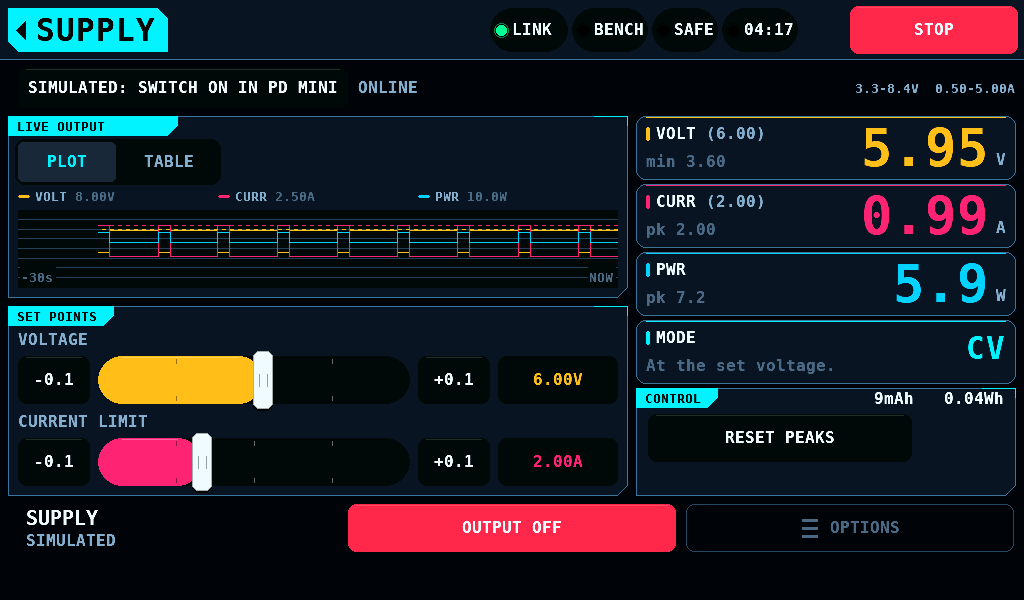 SUPPLY
LINK
BENCH
SAFE
04:17
STOP
SIMULATED: SWITCH ON IN PD MINI
ONLINE
3.3-8.4V 0.50-5.00A
LIVE OUTPUT
PLOT
TABLE
VOLT 8.00V
CURR 2.50A
PWR 10.0W
-30s
NOW
VOLT (6.00)
min 3.60
5.95 V
CURR (2.00)
pk 2.00
0.99 A
PWR
pk 7.2
5.9 W
MODE
At the set voltage.
CV
SET POINTS
VOLTAGE
-0.1
+0.1
6.00V
CURRENT LIMIT
-0.1
+0.1
2.00A
CONTROL
9mAh 0.04Wh
RESET PEAKS
SUPPLY
SIMULATED
OUTPUT OFF
OPTIONS